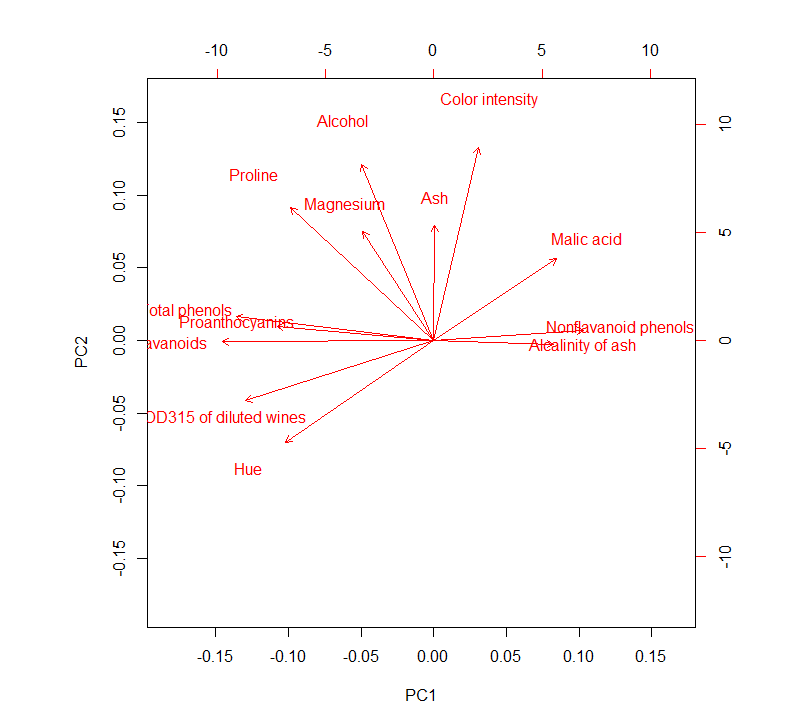 -10 -5 0 5 10
Color intensity
Alcohol
Proline
Magnesium
Ash
Malic acid
otal phenols
Proanthocyanins
Nonflavanoid phenols
avanoids
Alcalinity of ash
OD315 of diluted wines
Hue
0.15
0.10
0.05
0.00
-0.05
-0.10
-0.15
PC2
10
5
0
-5
-10
-0.15 -0.10 -0.05 0.00 0.05 0.10 0.15
PC1